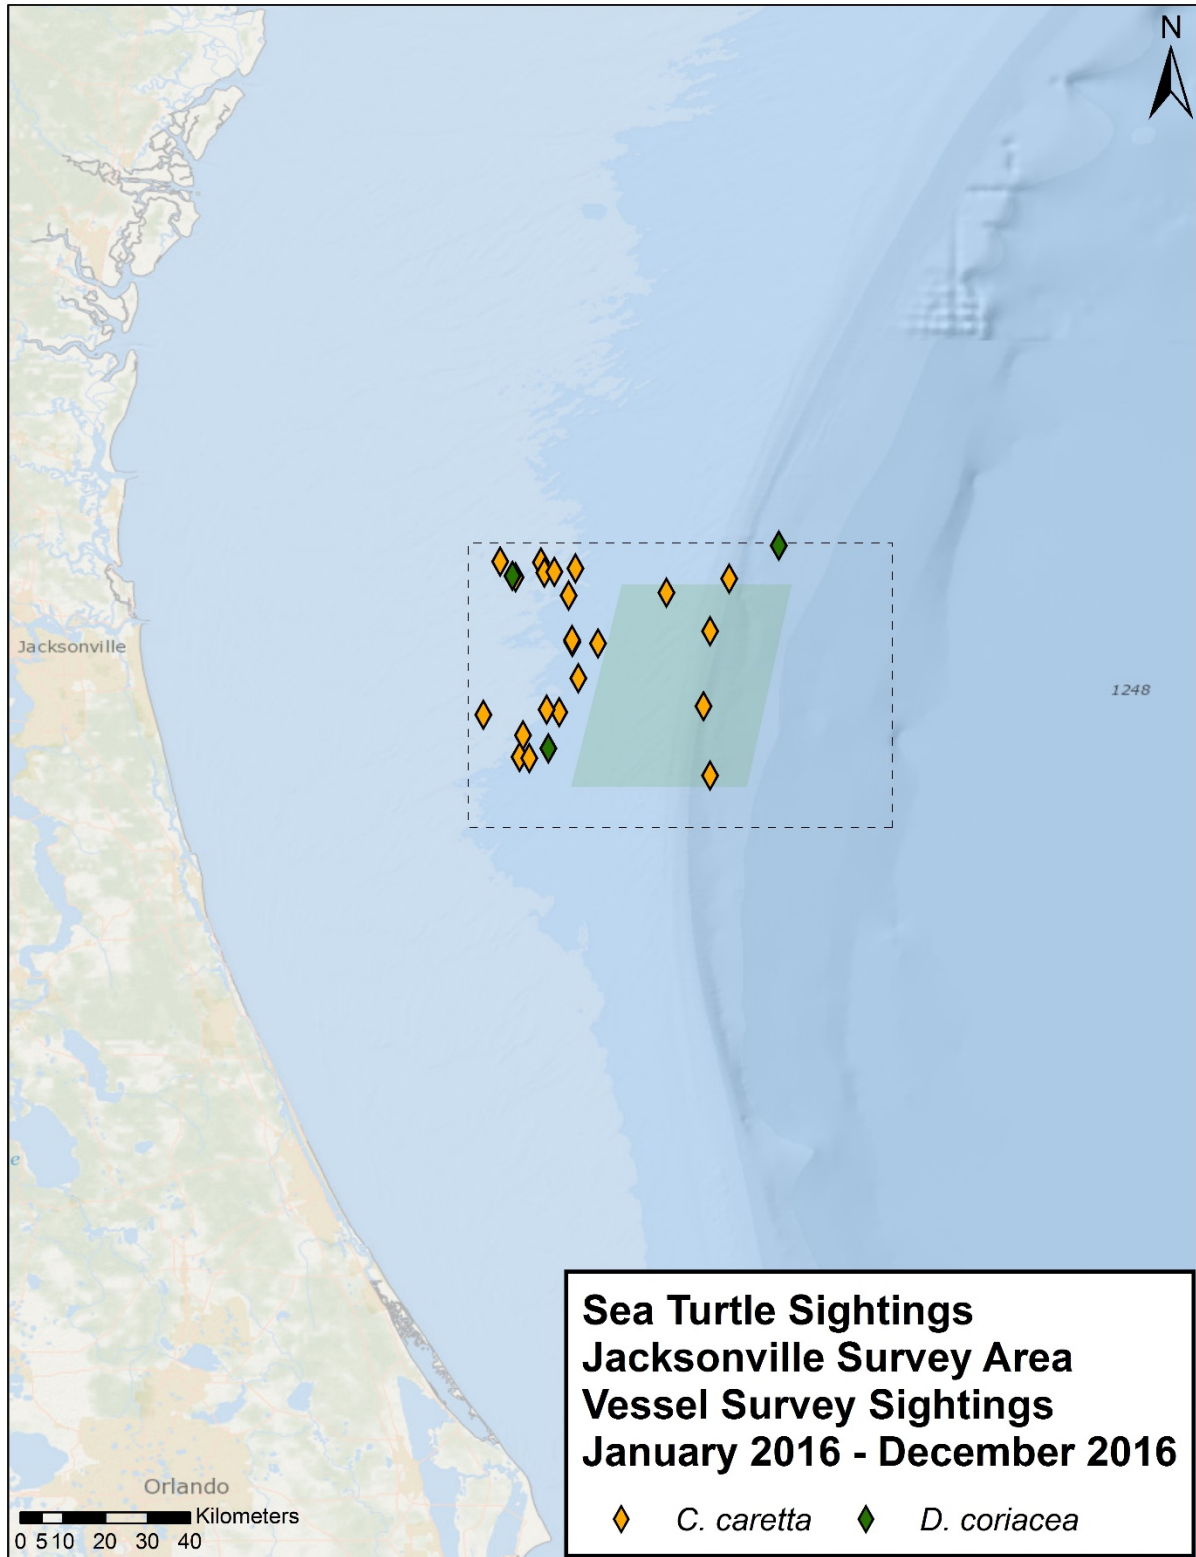 N
Jacksonville
1248
e
Orlando
Kilometers
0 5 10 20 30 40
Sea Turtle Sightings
Jacksonville Survey Area
Vessel Survey Sightings
January 2016 - December 2016
C. caretta D. coriacea